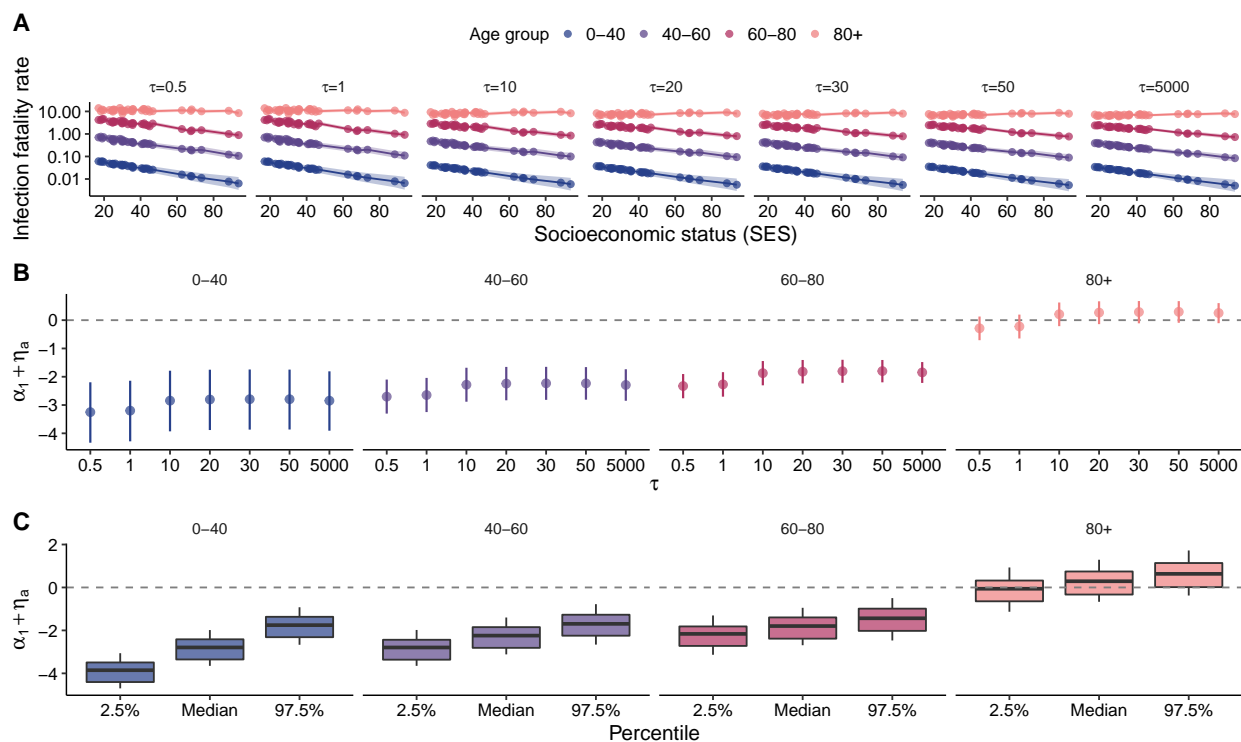 A
Age group 0−40 40−60 60−80 80+
τ=0.5 τ=1 τ=10 τ=20 τ=30 τ=50 τ=5000
Infection fatality rate
10.00
1.00
0.10
0.01
20 40 60 80 20 40 60 80 20 40 60 80 20 40 60 80 20 40 60 80 20 40 60 80 20 40 60 80
Socioeconomic status (SES)
B
0−40 40−60 60−80 80+
α1 + ηa
0
−1
−2
−3
−4
0.5 1 10 20 30 50 5000 0.5 1 10 20 30 50 5000 0.5 1 10 20 30 50 5000 0.5 1 10 20 30 50 5000
τ
C
0−40 40−60 60−80 80+
α1 + ηa
2
0
−2
−4
2.5% Median 97.5% 2.5% Median 97.5% 2.5% Median 97.5% 2.5% Median 97.5%
Percentile